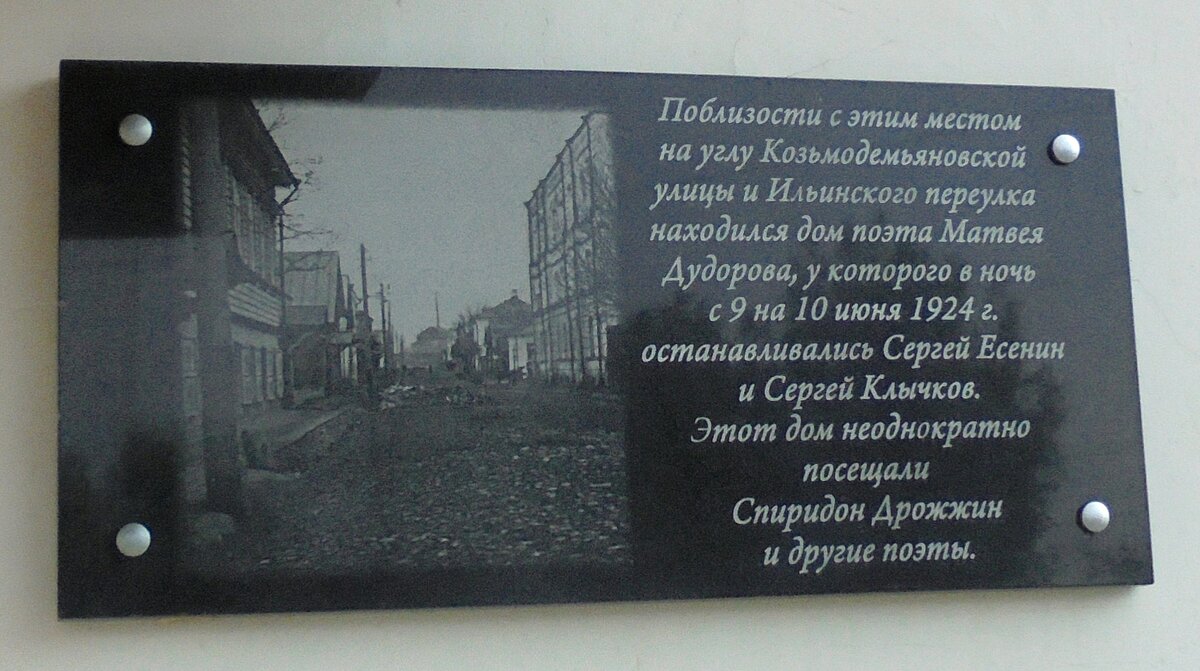 Поблизости с этим местом
на углу Козьмодемьяновской
улицы и Ильинского переулка
находился дом поэта Матвея
Дудорова, у которого в ночь
с 9 на 10 июня 1924 г.
останавливались Сергей Есенин
и Сергей Клычков.
Этот дом неоднократно
посещали
Спиридон Дрожжин
и другие поэты.